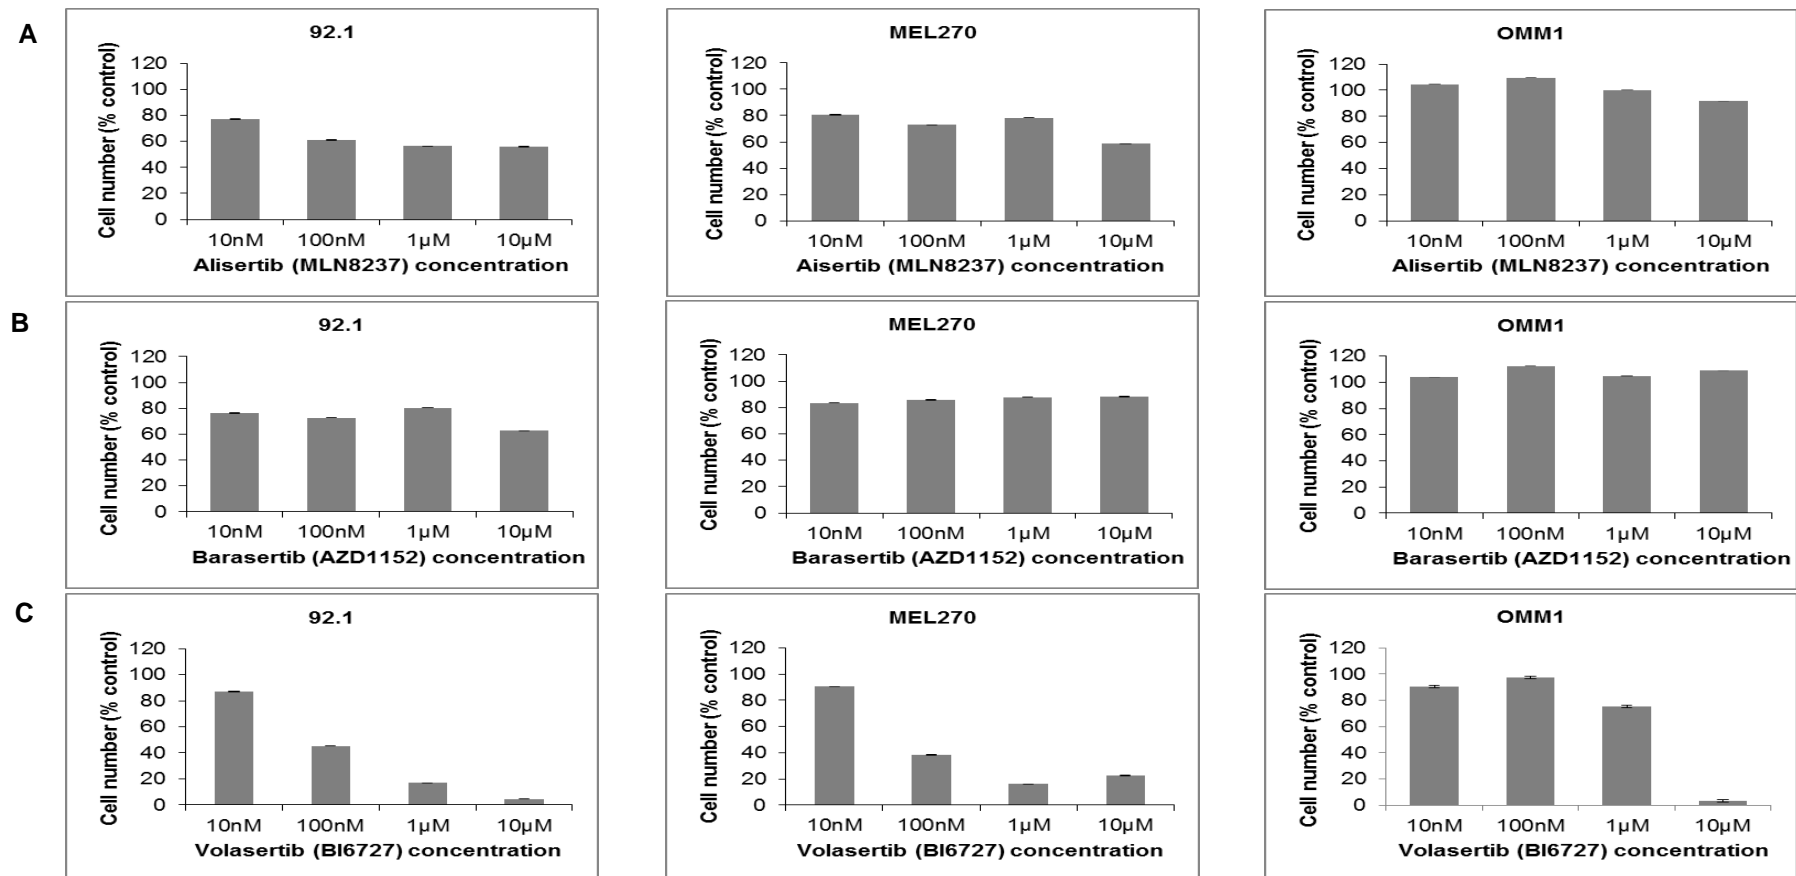 A
92.1
Cell number (% control)
120
100
80
60
40
20
0
10nM 100nM 1µM 10µM
Alisertib (MLN8237) concentration
MEL270
Cell number (% control)
120
100
80
60
40
20
0
10nM 100nM 1µM 10µM
Aisertib (MLN8237) concentration
OMM1
Cell number (% control)
120
100
80
60
40
20
0
10nM 100nM 1µM 10µM
Alisertib (MLN8237) concentration
B
92.1
Cell number (% control)
120
100
80
60
40
20
0
10nM 100nM 1µM 10µM
Barasertib (AZD1152) concentration
MEL270
Cell number (% control)
120
100
80
60
40
20
0
10nM 100nM 1µM 10µM
Barasertib (AZD1152) concentration
OMM1
Cell number (% control)
120
100
80
60
40
20
0
10nM 100nM 1µM 10µM
Barasertib (AZD1152) concentration
C
92.1
Cell number (% control)
120
100
80
60
40
20
0
10nM 100nM 1µM 10µM
Volasertib (BI6727) concentration
MEL270
Cell number (% control)
120
100
80
60
40
20
0
10nM 100nM 1µM 10µM
Volasertib (BI6727) concentration
OMM1
Cell number (% control)
120
100
80
60
40
20
0
10nM 100nM 1µM 10µM
Volasertib (BI6727) concentration